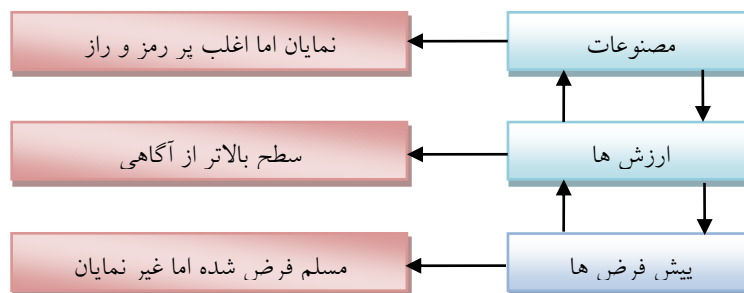 مصنوعات
نمایان اما اغلب پر رمز و راز
ارزش ها
سطح بالاتر از آگاهی
پیش فرض ها
مسلم فرض شده اما غیر نمایان